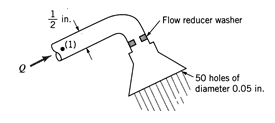 1/2 in.
Flow reducer washer
(1)
Q
50 holes of
diameter 0.05 in.